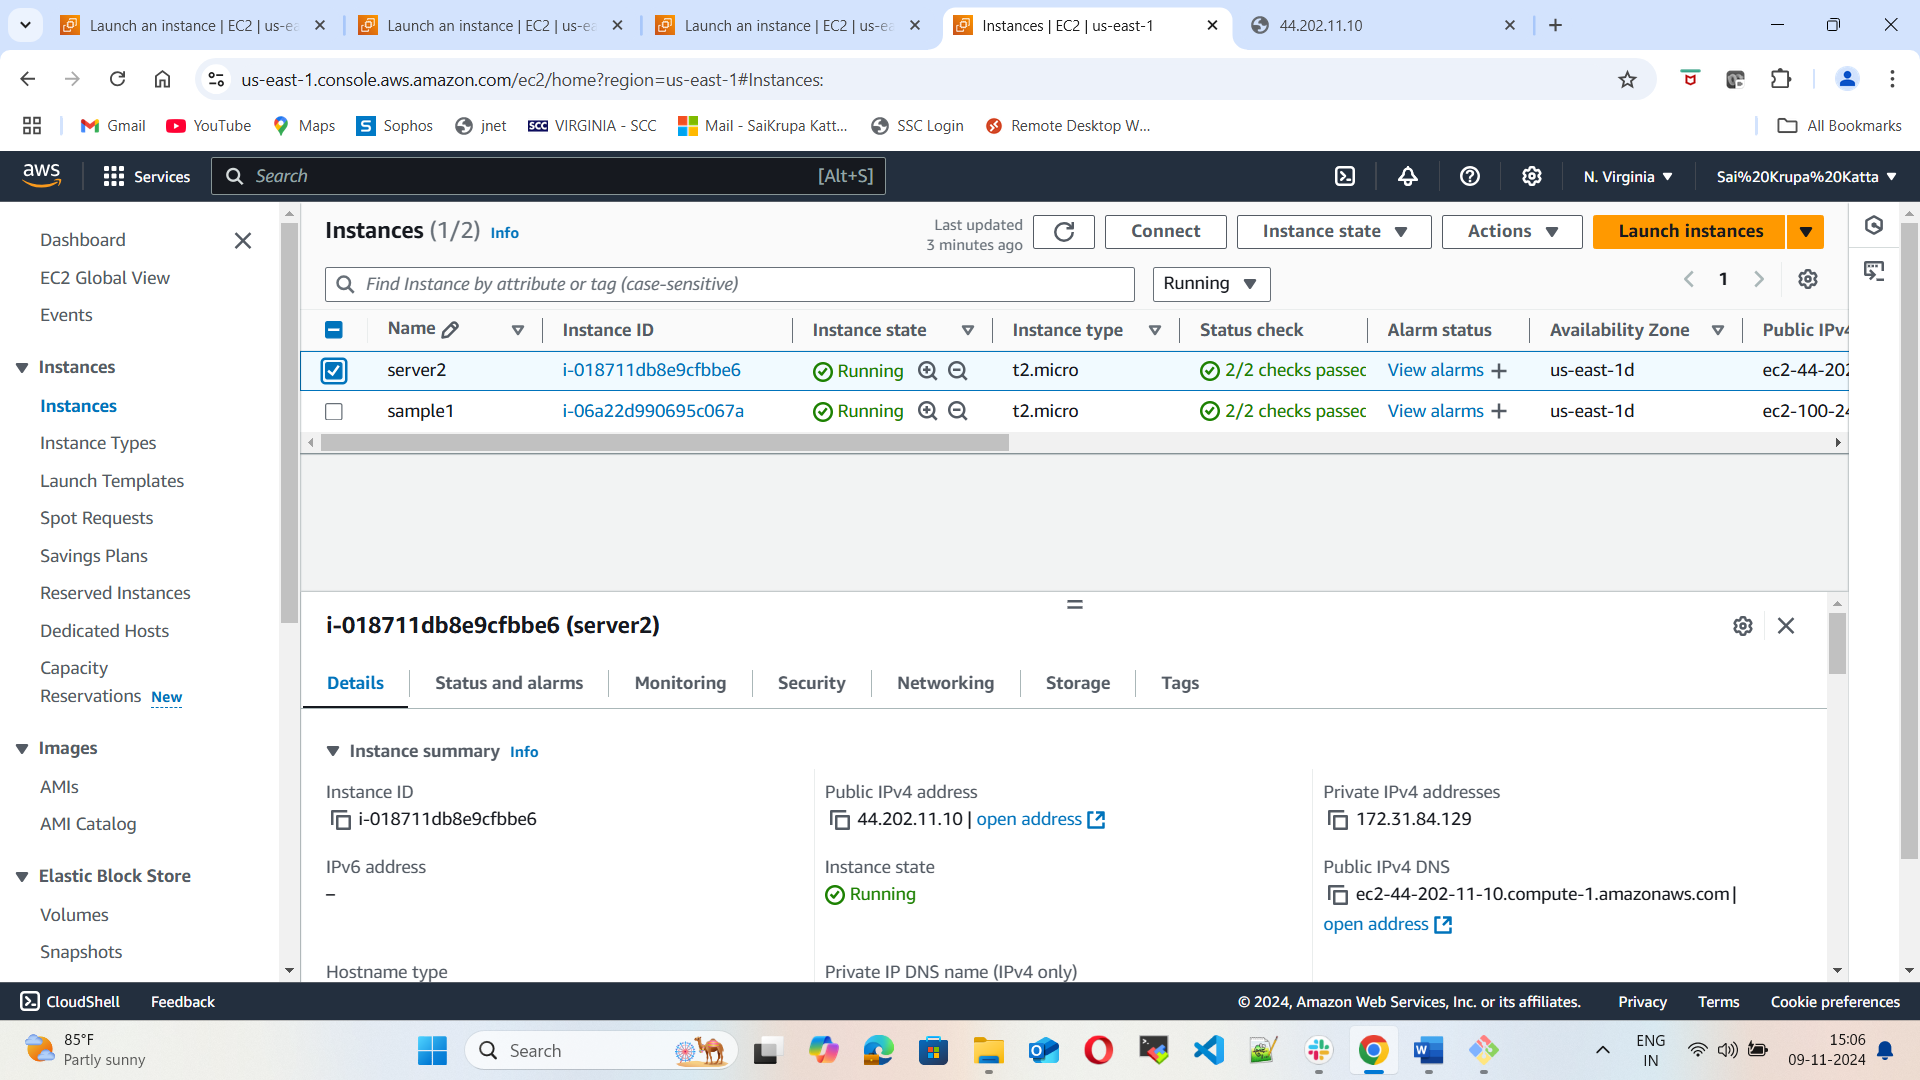 Launch an instance | EC2 | us-ea
Launch an instance | EC2 | us-ea
Launch an instance | EC2 | us-ea
Instances | EC2 | us-east-1
44.202.11.10
us-east-1.console.aws.amazon.com/ec2/home?region=us-east-1#Instances:
Gmail
YouTube
Maps
S Sophos
jnet
SCC VIRGINIA - SCC
Mail - SaiKrupa Katt...
SSC Login
Remote Desktop W...
All Bookmarks
aws
Services
Search [Alt+S]
N. Virginia
Sai%20Krupa%20Katta
Dashboard
EC2 Global View
Events
Instances
Instances
Instance Types
Launch Templates
Spot Requests
Savings Plans
Reserved Instances
Dedicated Hosts
Capacity
Reservations New
Images
AMIs
AMI Catalog
Elastic Block Store
Volumes
Snapshots
Instances (1/2) Info
Last updated
3 minutes ago
Connect
Instance state
Actions
Launch instances
Find Instance by attribute or tag (case-sensitive)
Running
1
Name Instance ID Instance state Instance type Status check Alarm status Availability Zone Public IPv4
server2 i-018711db8e9cfbbe6 Running t2.micro 2/2 checks passec View alarms + us-east-1d ec2-44-202
sample1 i-06a22d990695c067a Running t2.micro 2/2 checks passec View alarms + us-east-1d ec2-100-24
i-018711db8e9cfbbe6 (server2)
Details Status and alarms Monitoring Security Networking Storage Tags
Instance summary Info
Instance ID
i-018711db8e9cfbbe6
Public IPv4 address
44.202.11.10 | open address
Private IPv4 addresses
172.31.84.129
IPv6 address
–
Instance state
Running
Public IPv4 DNS
ec2-44-202-11-10.compute-1.amazonaws.com |
open address
Hostname type
Private IP DNS name (IPv4 only)
CloudShell
Feedback
© 2024, Amazon Web Services, Inc. or its affiliates.
Privacy
Terms
Cookie preferences
85°F
Partly sunny
Search
ENG
IN
15:06
09-11-2024